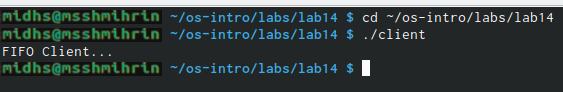 midhs@msshmihrin ~/os-intro/labs/lab14 $ cd ~/os-intro/labs/lab14
midhs@msshmihrin ~/os-intro/labs/lab14 $ ./client
FIFO Client...
midhs@msshmihrin ~/os-intro/labs/lab14 $